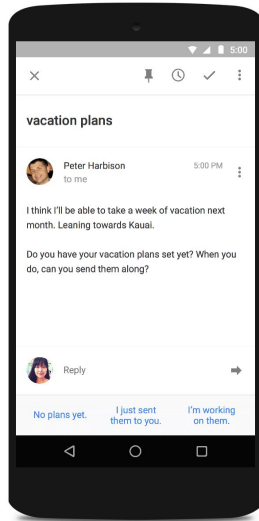 5:00
vacation plans
Peter Harbison
5:00 PM
to me
I think I'll be able to take a week of vacation next
month. Leaning towards Kauai.
Do you have your vacation plans set yet? When you
do, can you send them along?
Reply
No plans yet.
I just sent
them to you.
I'm working
on them.